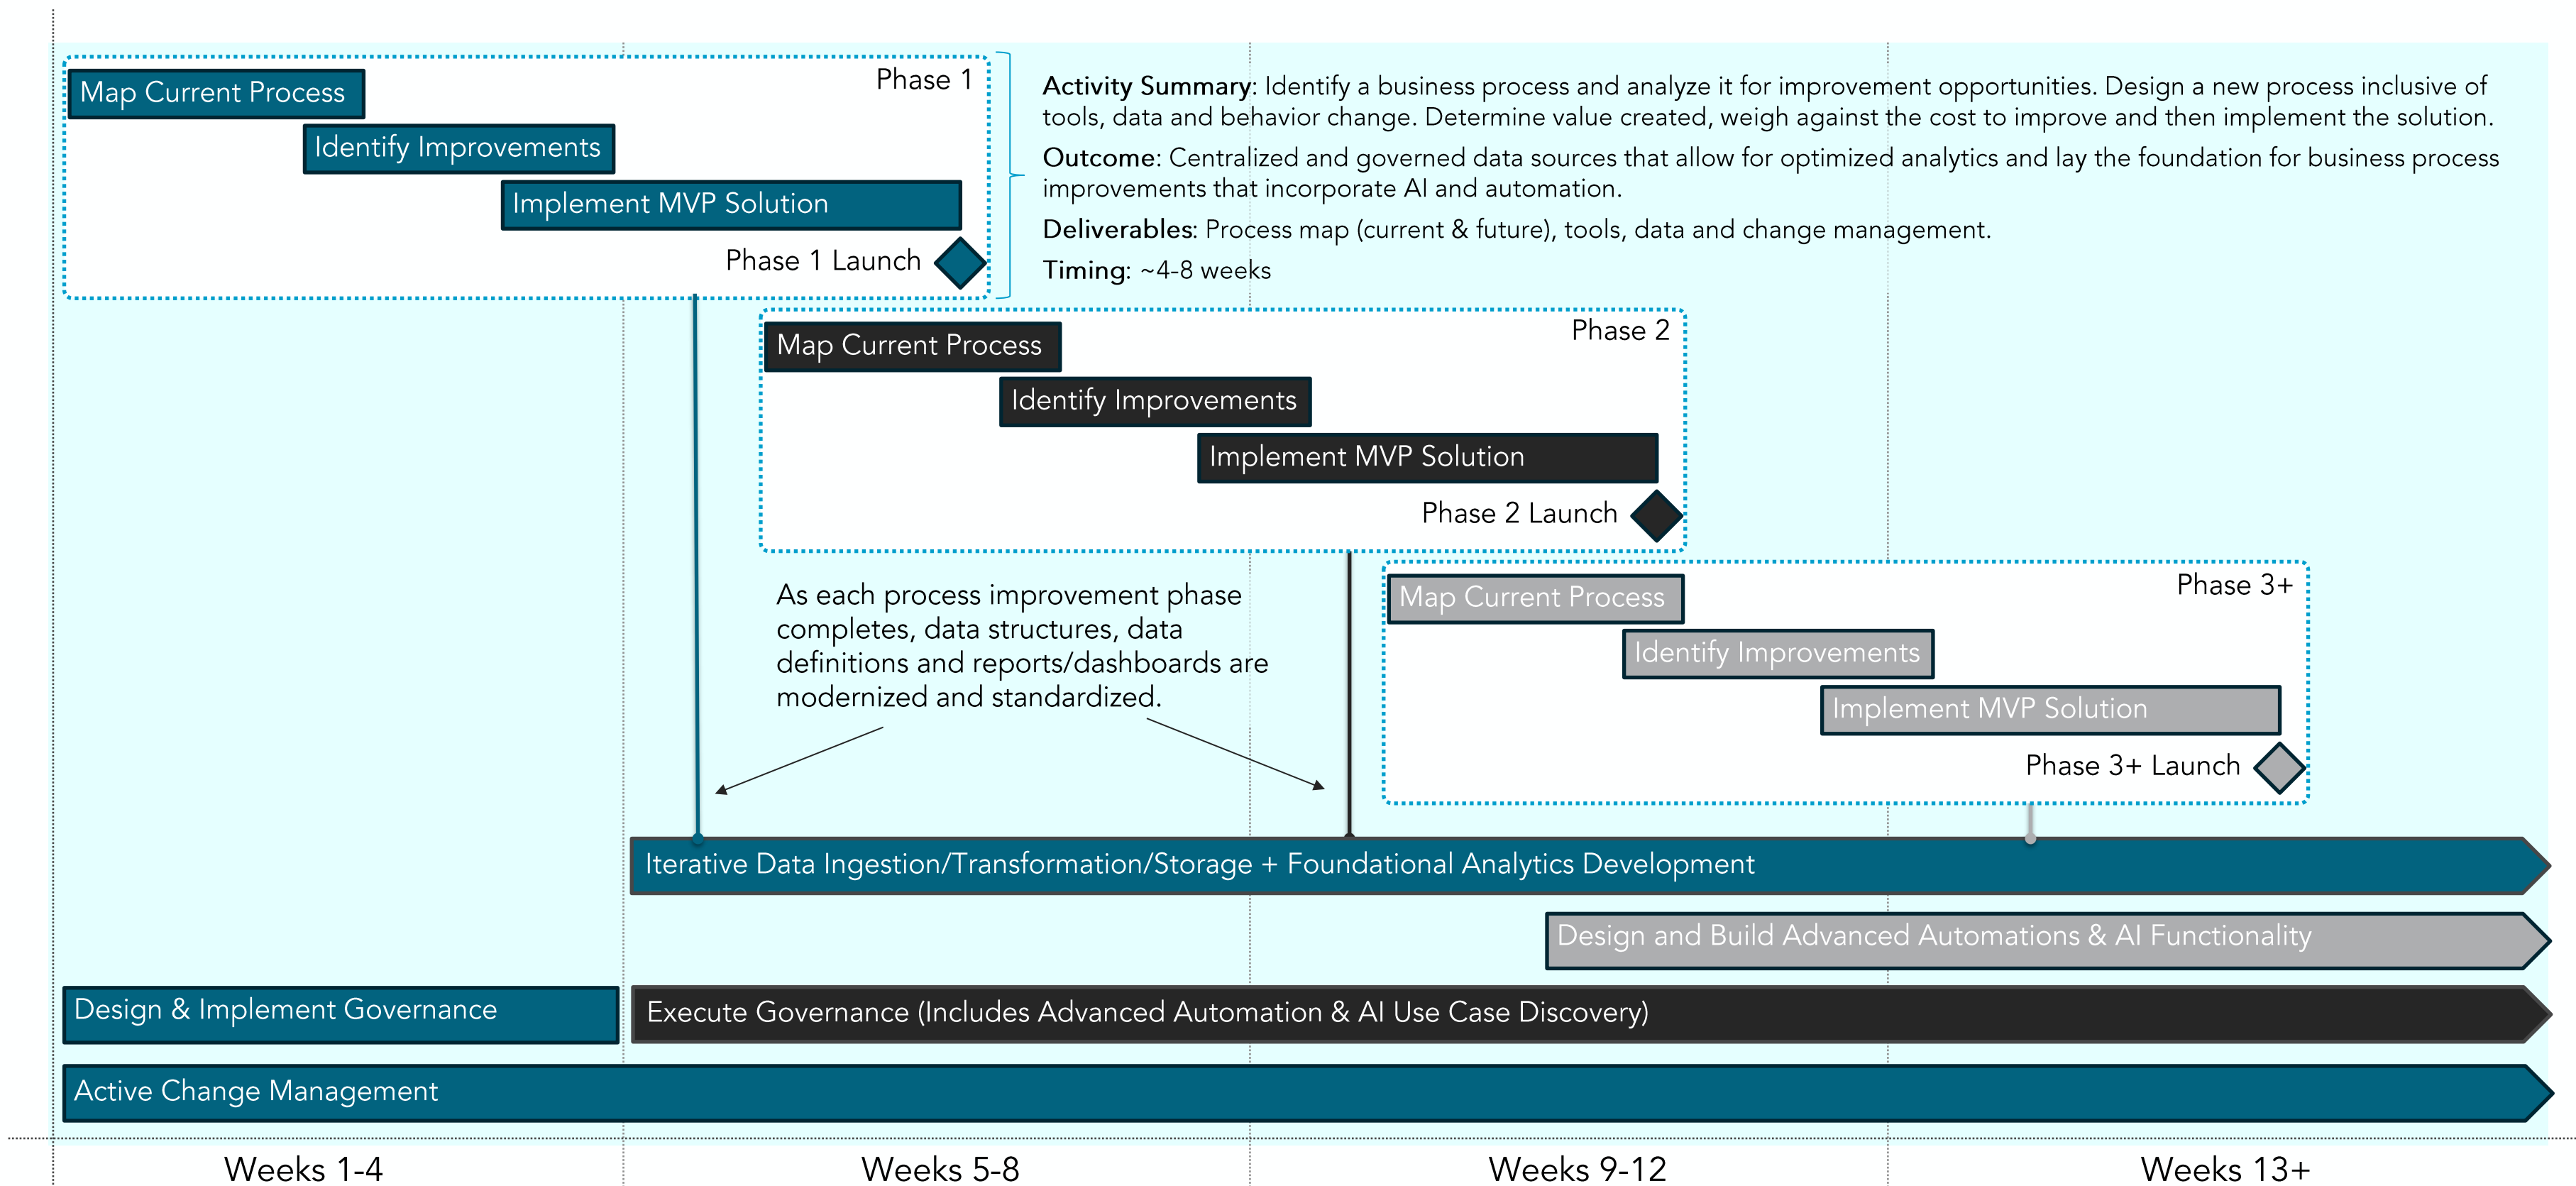 Phase 1
Map Current Process
Identify Improvements
Implement MVP Solution
Phase 1 Launch
Activity Summary: Identify a business process and analyze it for improvement opportunities. Design a new process inclusive of
tools, data and behavior change. Determine value created, weigh against the cost to improve and then implement the solution.
Outcome: Centralized and governed data sources that allow for optimized analytics and lay the foundation for business process
improvements that incorporate AI and automation.
Deliverables: Process map (current & future), tools, data and change management.
Timing: ~4-8 weeks
Phase 2
Map Current Process
Identify Improvements
Implement MVP Solution
Phase 2 Launch
As each process improvement phase
completes, data structures, data
definitions and reports/dashboards are
modernized and standardized.
Phase 3+
Map Current Process
Identify Improvements
Implement MVP Solution
Phase 3+ Launch
Iterative Data Ingestion/Transformation/Storage + Foundational Analytics Development
Design and Build Advanced Automations & AI Functionality
Design & Implement Governance
Execute Governance (Includes Advanced Automation & AI Use Case Discovery)
Active Change Management
Weeks 1-4
Weeks 5-8
Weeks 9-12
Weeks 13+